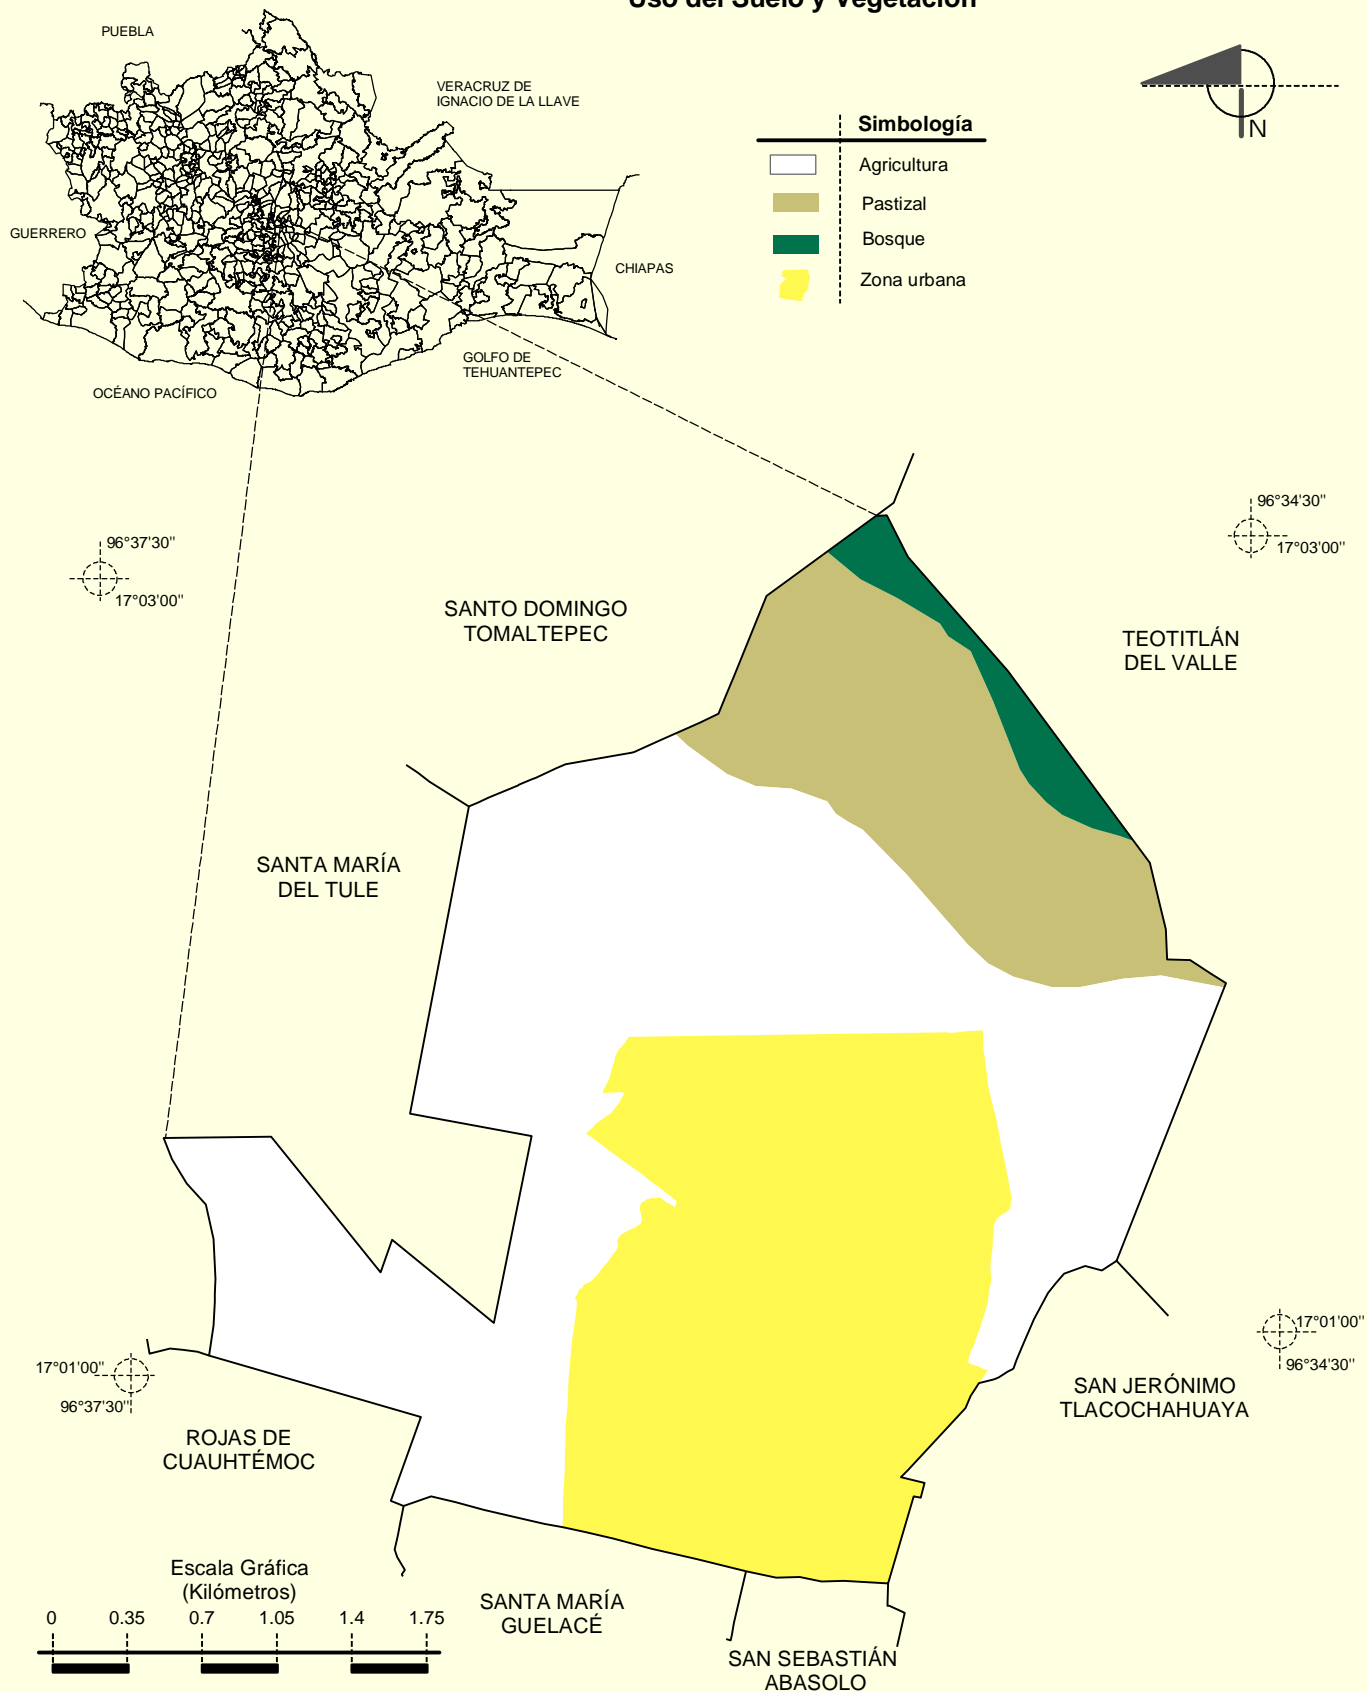 Uso del Suelo y Vegetación
PUEBLA
VERACRUZ DE
IGNACIO DE LA LLAVE
GUERRERO
CHIAPAS
GOLFO DE
TEHUANTEPEC
OCÉANO PACÍFICO
N
Simbología
Agricultura
Pastizal
Bosque
Zona urbana
96°37'30"
17°03'00"
96°34'30"
17°03'00"
SANTO DOMINGO
TOMALTEPEC
TEOTITLÁN
DEL VALLE
SANTA MARÍA
DEL TULE
17°01'00"
96°37'30"
17°01'00"
96°34'30"
SAN JERÓNIMO
TLACOCHAHUAYA
ROJAS DE
CUAUHTÉMOC
SANTA MARÍA
GUELACÉ
SAN SEBASTIÁN
ABASOLO
Escala Gráfica
(Kilómetros)
0 0.35 0.7 1.05 1.4 1.75